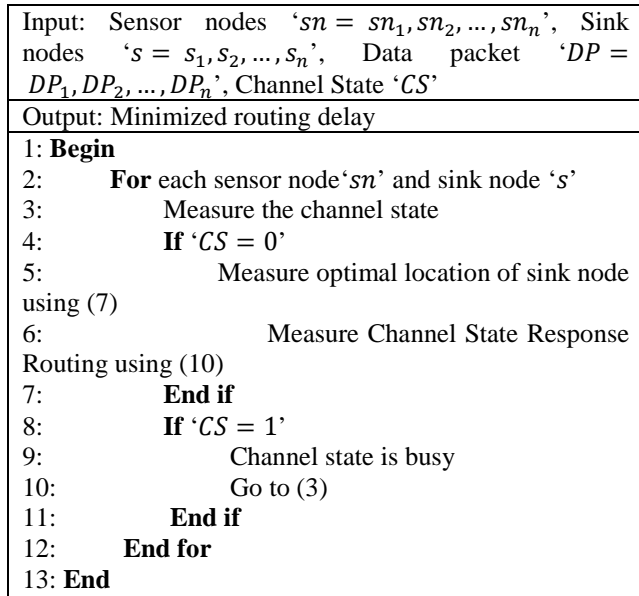 Input: Sensor nodes ‘𝑠𝑛 = 𝑠𝑛₁, 𝑠𝑛₂, … , 𝑠𝑛ₙ’, Sink
nodes ‘𝑠 = 𝑠₁, 𝑠₂, … , 𝑠ₙ’, Data packet ‘𝐷𝑃 =
𝐷𝑃₁, 𝐷𝑃₂, … , 𝐷𝑃ₙ’, Channel State ‘𝐶𝑆’
Output: Minimized routing delay
1: Begin
2: For each sensor node‘𝑠𝑛’ and sink node ‘𝑠’
3: Measure the channel state
4: If ‘𝐶𝑆 = 0’
5: Measure optimal location of sink node
using (7)
6: Measure Channel State Response
Routing using (10)
7: End if
8: If ‘𝐶𝑆 = 1’
9: Channel state is busy
10: Go to (3)
11: End if
12: End for
13: End